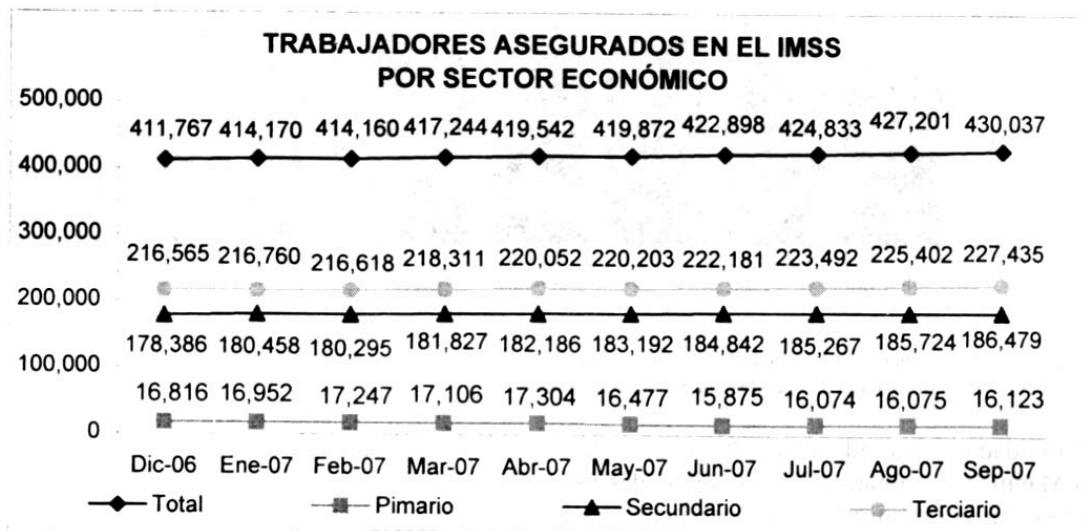 TRABAJADORES ASEGURADOS EN EL IMSS
POR SECTOR ECONÓMICO
500,000
411,767 414,170 414,160 417,244 419,542 419,872 422,898 424,833 427,201 430,037
400,000
300,000
216,565 216,760 216,618 218,311 220,052 220,203 222,181 223,492 225,402 227,435
200,000
178,386 180,458 180,295 181,827 182,186 183,192 184,842 185,267 185,724 186,479
100,000
16,816 16,952 17,247 17,106 17,304 16,477 15,875 16,074 16,075 16,123
0
Dic-06 Ene-07 Feb-07 Mar-07 Abr-07 May-07 Jun-07 Jul-07 Ago-07 Sep-07
Total Pimario Secundario Terciario